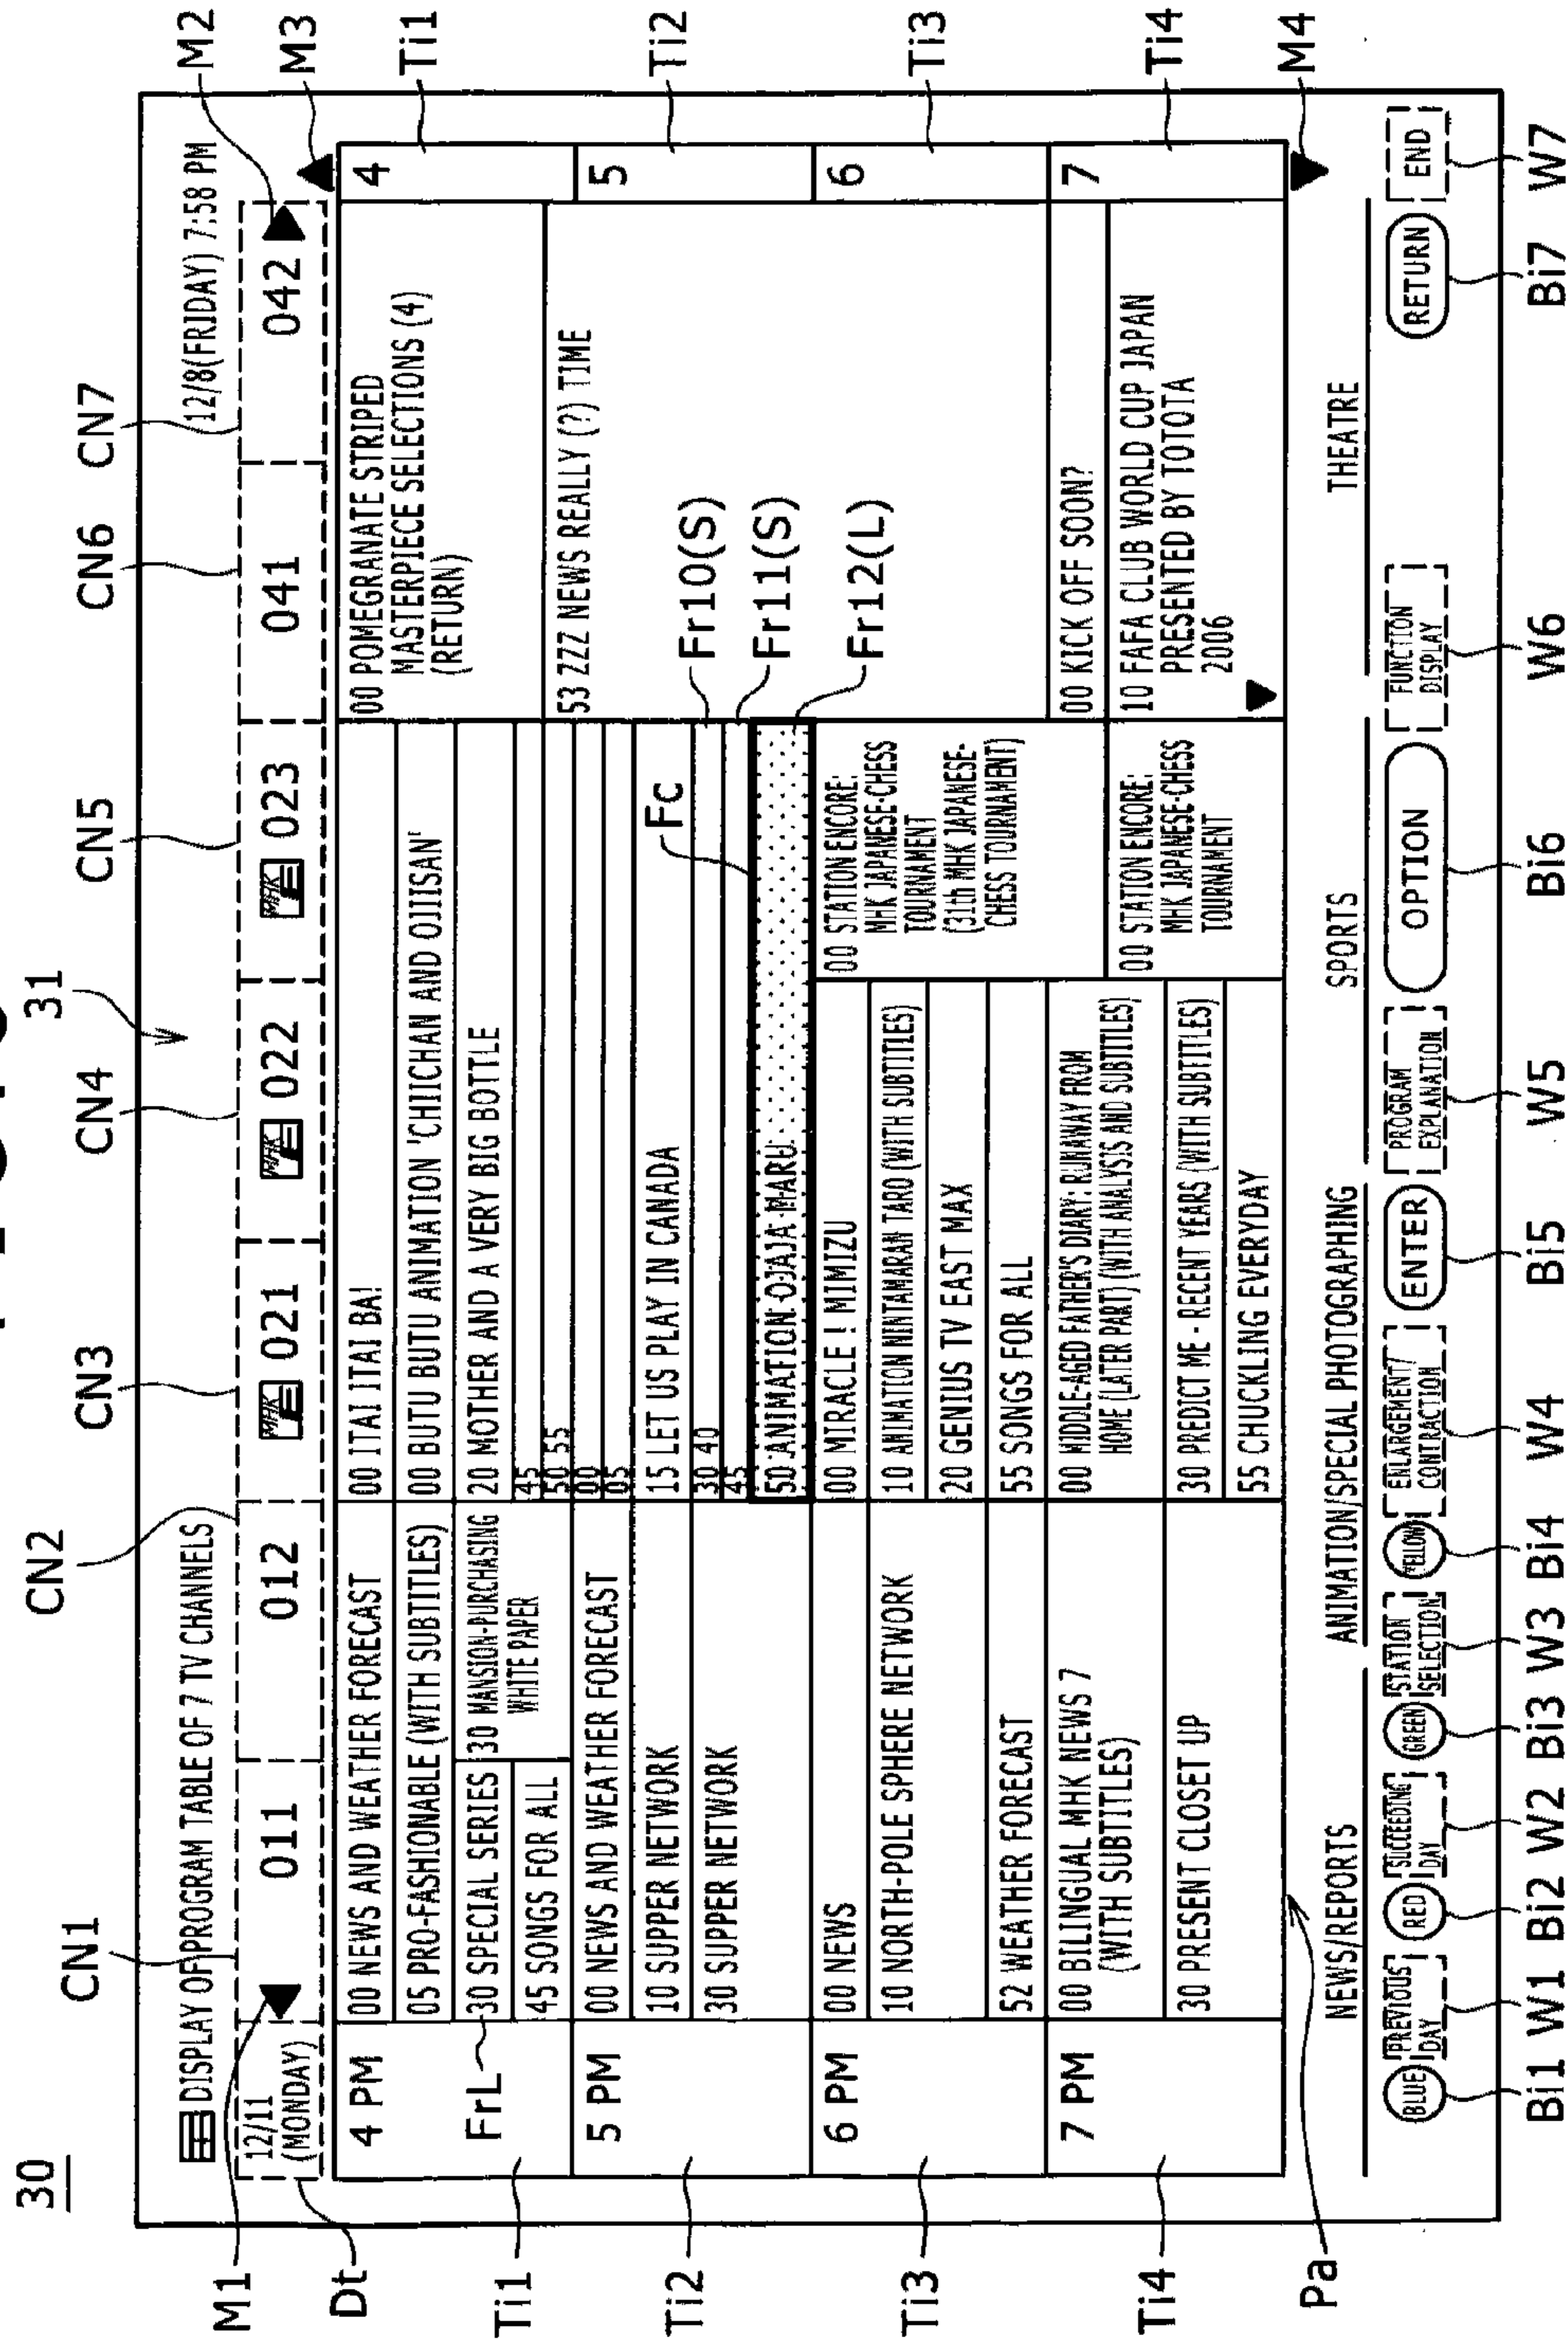 30
31
CN1
CN2
CN3
CN4
CN5
CN6
CN7
M1
M2
M3
Dt
DISPLAY OF PROGRAM TABLE OF 7 TV CHANNELS
12/8(FRIDAY) 7:58 PM
12/11
(MONDAY)
011
012
MHK E 021
MHK E 022
MHK E 023
041
042
4 PM
5 PM
6 PM
7 PM
FrL
00 NEWS AND WEATHER FORECAST
05 PRO-FASHIONABLE (WITH SUBTITLES)
30 SPECIAL SERIES
45 SONGS FOR ALL
30 MANSION-PURCHASING
WHITE PAPER
00 NEWS AND WEATHER FORECAST
10 SUPPER NETWORK
30 SUPPER NETWORK
00 NEWS
10 NORTH-POLE SPHERE NETWORK
52 WEATHER FORECAST
00 BILINGUAL MHK NEWS 7
(WITH SUBTITLES)
30 PRESENT CLOSET UP
00 ITAI ITAI BA!
00 BUTU BUTU ANIMATION 'CHIICHAN AND OJIISAN'
20 MOTHER AND A VERY BIG BOTTLE
45
50 55
00
05
15 LET US PLAY IN CANADA
30 40
45
50 ANIMATION OJAJA MARU
Fc
Fr10(S)
Fr11(S)
Fr12(L)
00 MIRACLE ! MIMIZU
10 ANIMATION NINTAMARAN TARO (WITH SUBTITLES)
20 GENIUS TV EAST MAX
55 SONGS FOR ALL
00 MIDDLE-AGED FATHER'S DIARY: RUNAWAY FROM
HOME (LATER PART) (WITH ANALYSIS AND SUBTITLES)
30 PREDICT ME - RECENT YEARS (WITH SUBTITLES)
55 CHUCKLING EVERYDAY
00 STATION ENCORE:
MHK JAPANESE-CHESS
TOURNAMENT
(31th MHK JAPANESE-
CHESS TOURNAMENT)
00 STATION ENCORE:
MHK JAPANESE-CHESS
TOURNAMENT
00 POMEGRANATE STRIPED
MASTERPIECE SELECTIONS (4)
(RETURN)
53 ZZZ NEWS REALLY (?) TIME
00 KICK OFF SOON?
10 FAFA CLUB WORLD CUP JAPAN
PRESENTED BY TOTOTA
2006
4
5
6
7
Ti1
Ti2
Ti3
Ti4
Ti1
Ti2
Ti3
Ti4
M4
Pa
NEWS/REPORTS
ANIMATION/SPECIAL PHOTOGRAPHING
SPORTS
THEATRE
BLUE
PREVIOUS
DAY
RED
SUCCEEDING
DAY
GREEN
STATION
SELECTION
YELLOW
ENLARGEMENT/
CONTRACTION
ENTER
PROGRAM
EXPLANATION
OPTION
FUNCTION
DISPLAY
RETURN
END
Bi1 W1 Bi2 W2 Bi3 W3 Bi4 W4 Bi5 W5 Bi6 W6 Bi7 W7